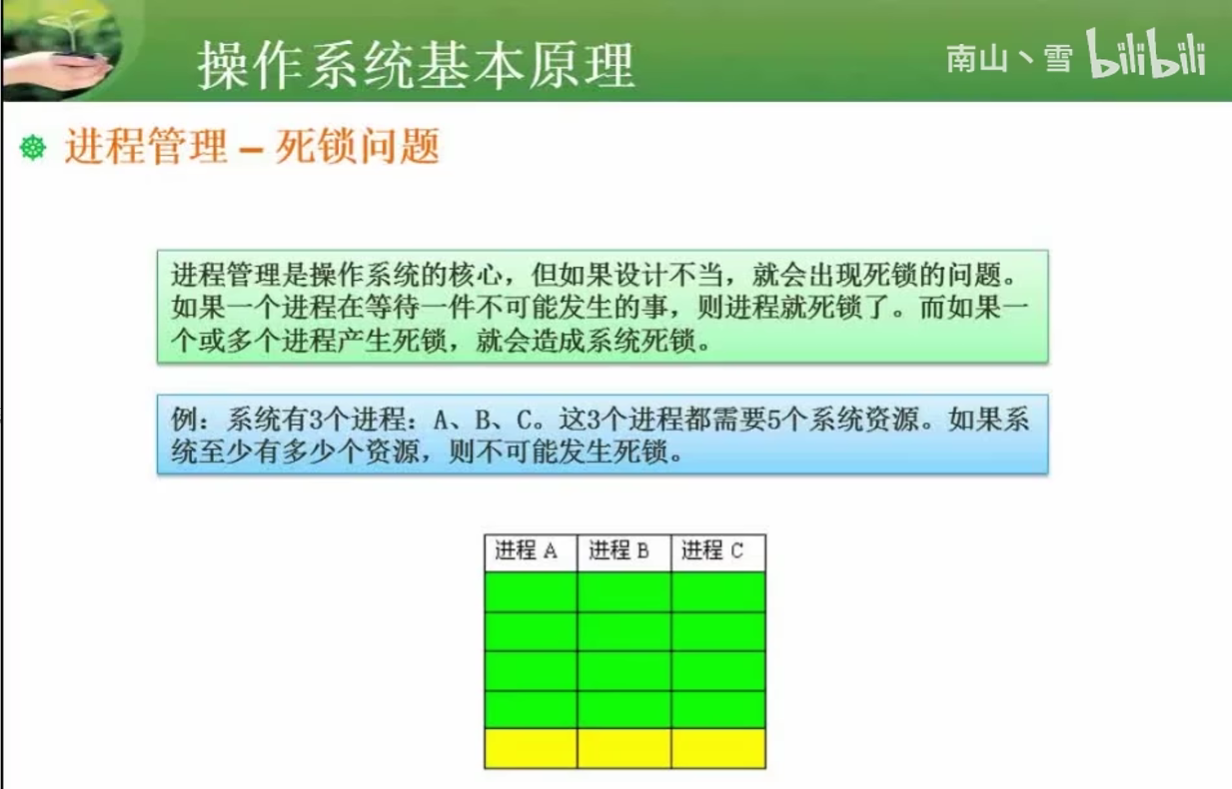 操作系统基本原理
南山丶雪 bilibili
进程管理 – 死锁问题
进程管理是操作系统的核心，但如果设计不当，就会出现死锁的问题。
如果一个进程在等待一件不可能发生的事，则进程就死锁了。而如果一
个或多个进程产生死锁，就会造成系统死锁。
例：系统有3个进程：A、B、C。这3个进程都需要5个系统资源。如果系
统至少有多少个资源，则不可能发生死锁。
进程 A 进程 B 进程 C